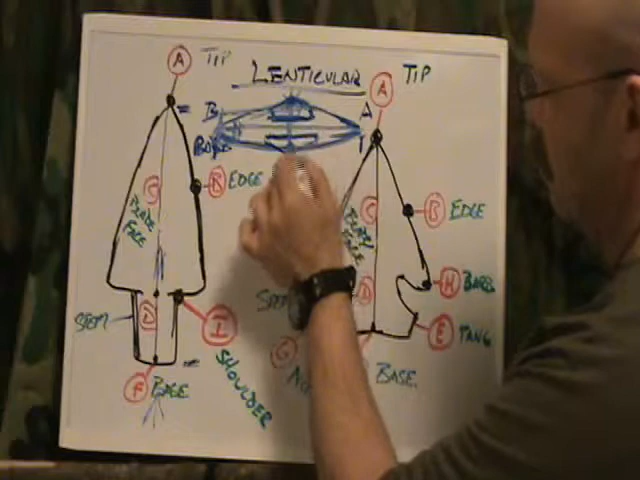 A TIP
LENTICULAR
A TIP
B A
B EDGE
C BLADE FACE
C BLADE FACE
B EDGE
H BARB
STEM
D
I SHOULDER
D
E TANG
G
F BASE
BASE